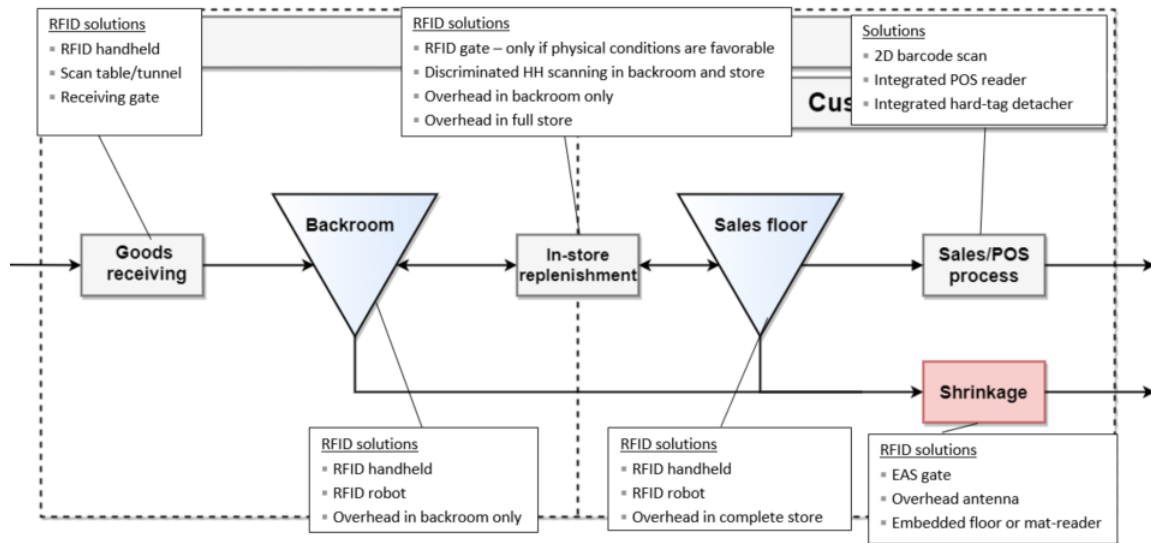 RFID solutions
▪ RFID handheld
▪ Scan table/tunnel
▪ Receiving gate
RFID solutions
▪ RFID gate – only if physical conditions are favorable
▪ Discriminated HH scanning in backroom and store
▪ Overhead in backroom only
▪ Overhead in full store
Solutions
▪ 2D barcode scan
▪ Integrated POS reader
▪ Integrated hard-tag detacher
Goods
receiving
Backroom
In-store
replenishment
Sales floor
Sales/POS
process
Shrinkage
RFID solutions
▪ RFID handheld
▪ RFID robot
▪ Overhead in backroom only
RFID solutions
▪ RFID handheld
▪ RFID robot
▪ Overhead in complete store
RFID solutions
▪ EAS gate
▪ Overhead antenna
▪ Embedded floor or mat-reader